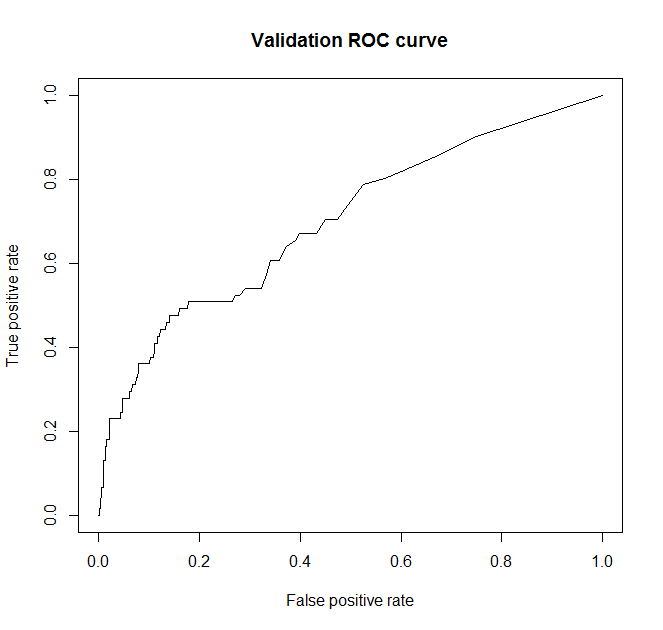 Validation ROC curve
True positive rate
1.0
0.8
0.6
0.4
0.2
0.0
0.0 0.2 0.4 0.6 0.8 1.0
False positive rate